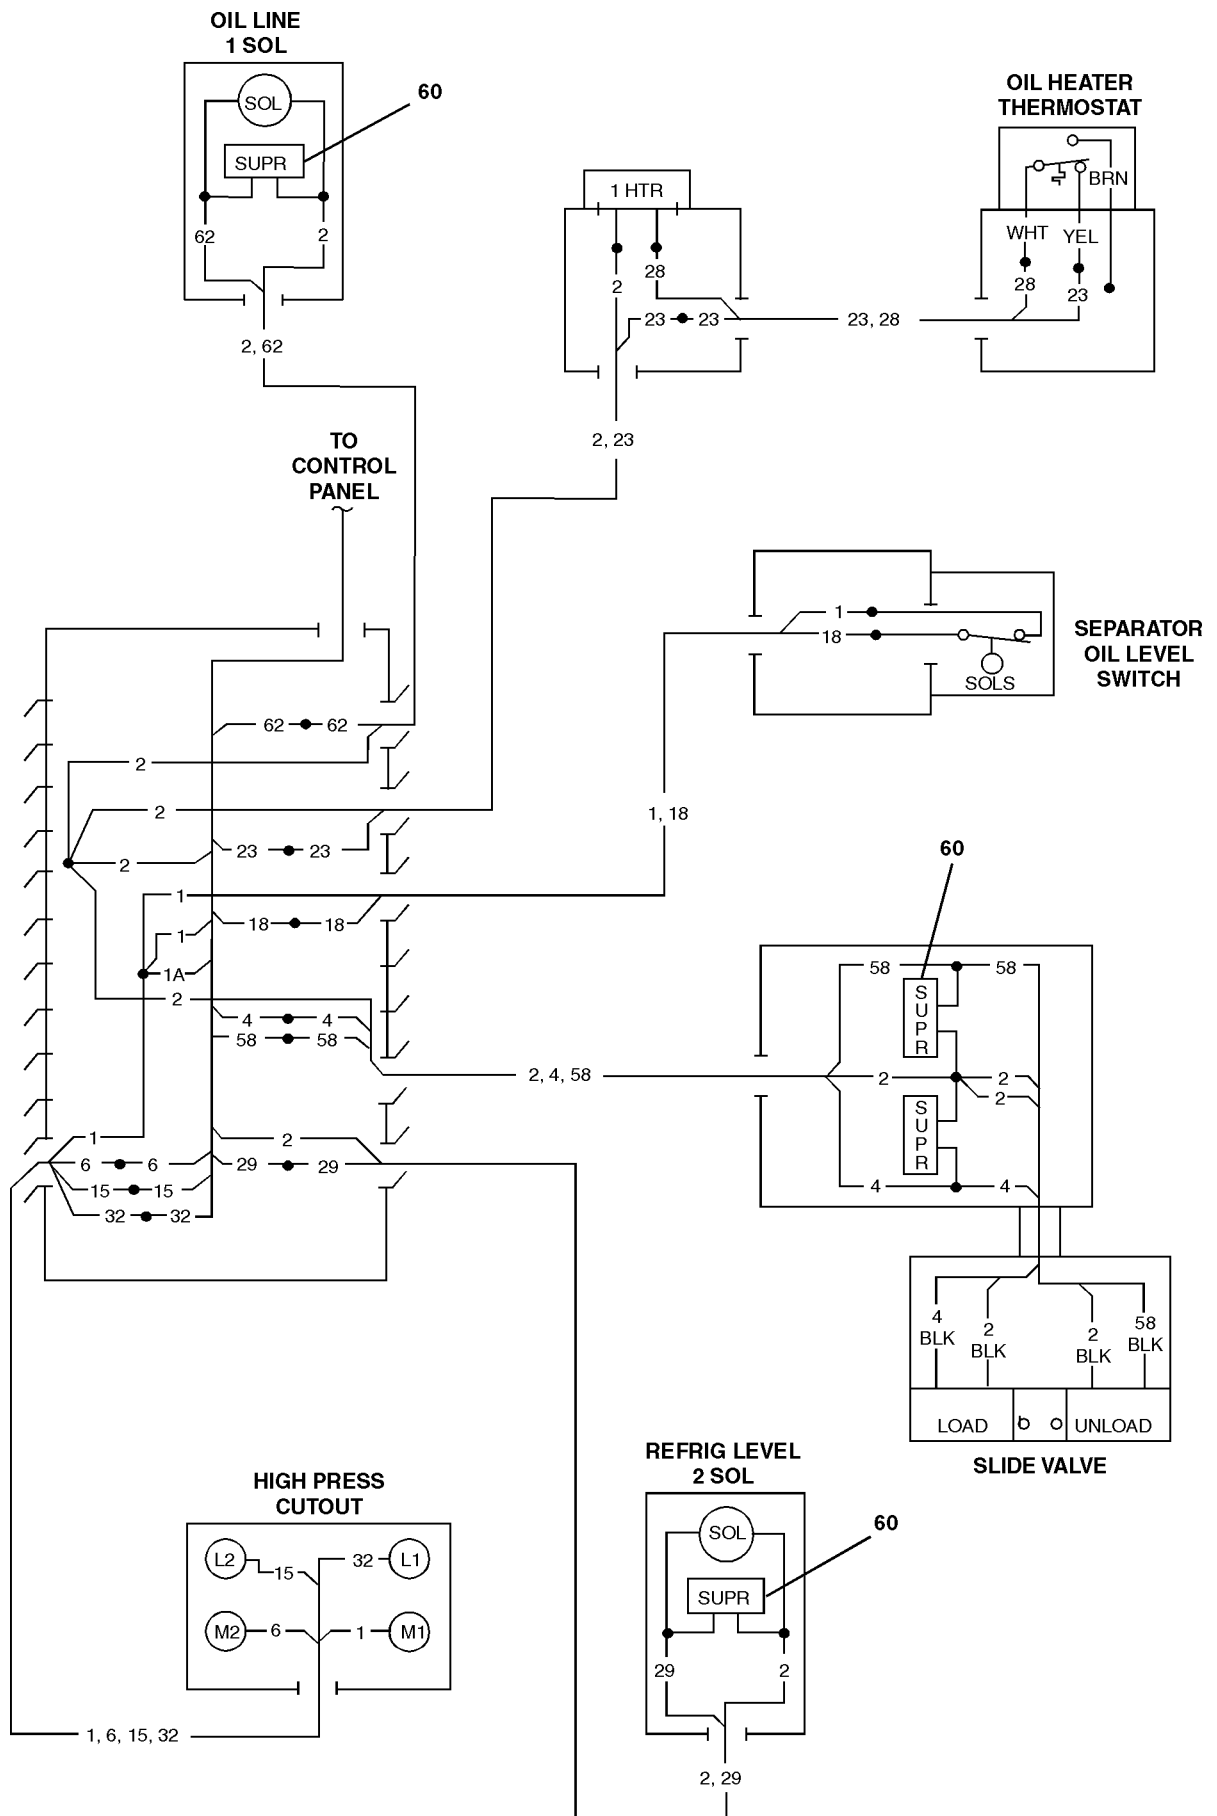 OIL LINE
1 SOL
SOL
60
SUPR
62
2
2, 62
OIL HEATER
THERMOSTAT
BRN
WHT
YEL
28
23
1 HTR
28
2
23
23
23, 28
2, 23
TO
CONTROL
PANEL
1
18
SOLS
SEPARATOR
OIL LEVEL
SWITCH
62
62
2
2
1, 18
23
23
2
60
1
18
18
1
1A
2
4
4
58
58
2, 4, 58
58
58
SUPR
2
2
2
SUPR
4
4
1
2
6
6
29
29
15
15
32
32
4
BLK
2
BLK
2
BLK
58
BLK
LOAD
UNLOAD
SLIDE VALVE
HIGH PRESS
CUTOUT
L2
15
32
L1
M2
6
1
M1
1, 6, 15, 32
REFRIG LEVEL
2 SOL
SOL
60
SUPR
29
2
2, 29